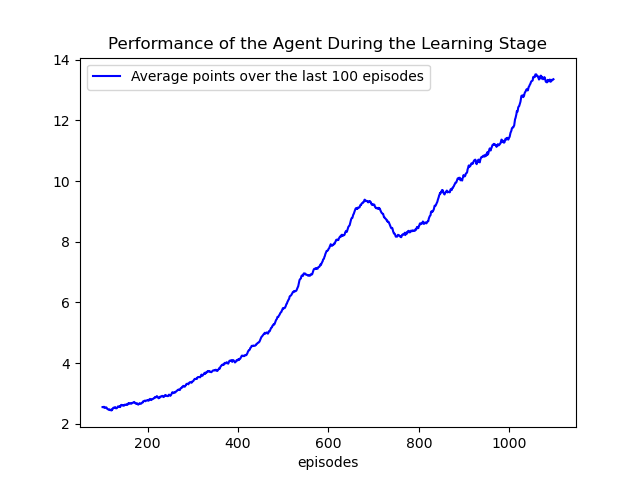 Performance of the Agent During the Learning Stage
Average points over the last 100 episodes
14
12
10
8
6
4
2
200 400 600 800 1000
episodes